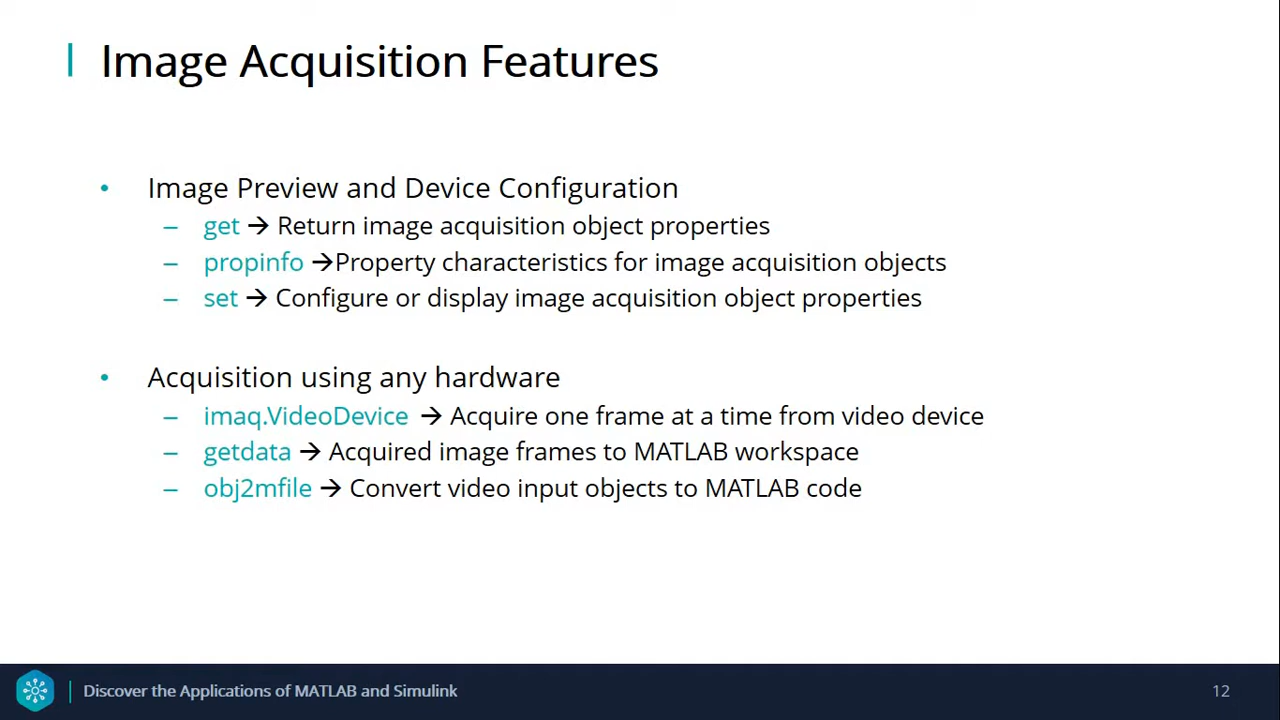 Image Acquisition Features
• Image Preview and Device Configuration
– get → Return image acquisition object properties
– propinfo →Property characteristics for image acquisition objects
– set → Configure or display image acquisition object properties
• Acquisition using any hardware
– imaq.VideoDevice → Acquire one frame at a time from video device
– getdata → Acquired image frames to MATLAB workspace
– obj2mfile → Convert video input objects to MATLAB code
Discover the Applications of MATLAB and Simulink
12